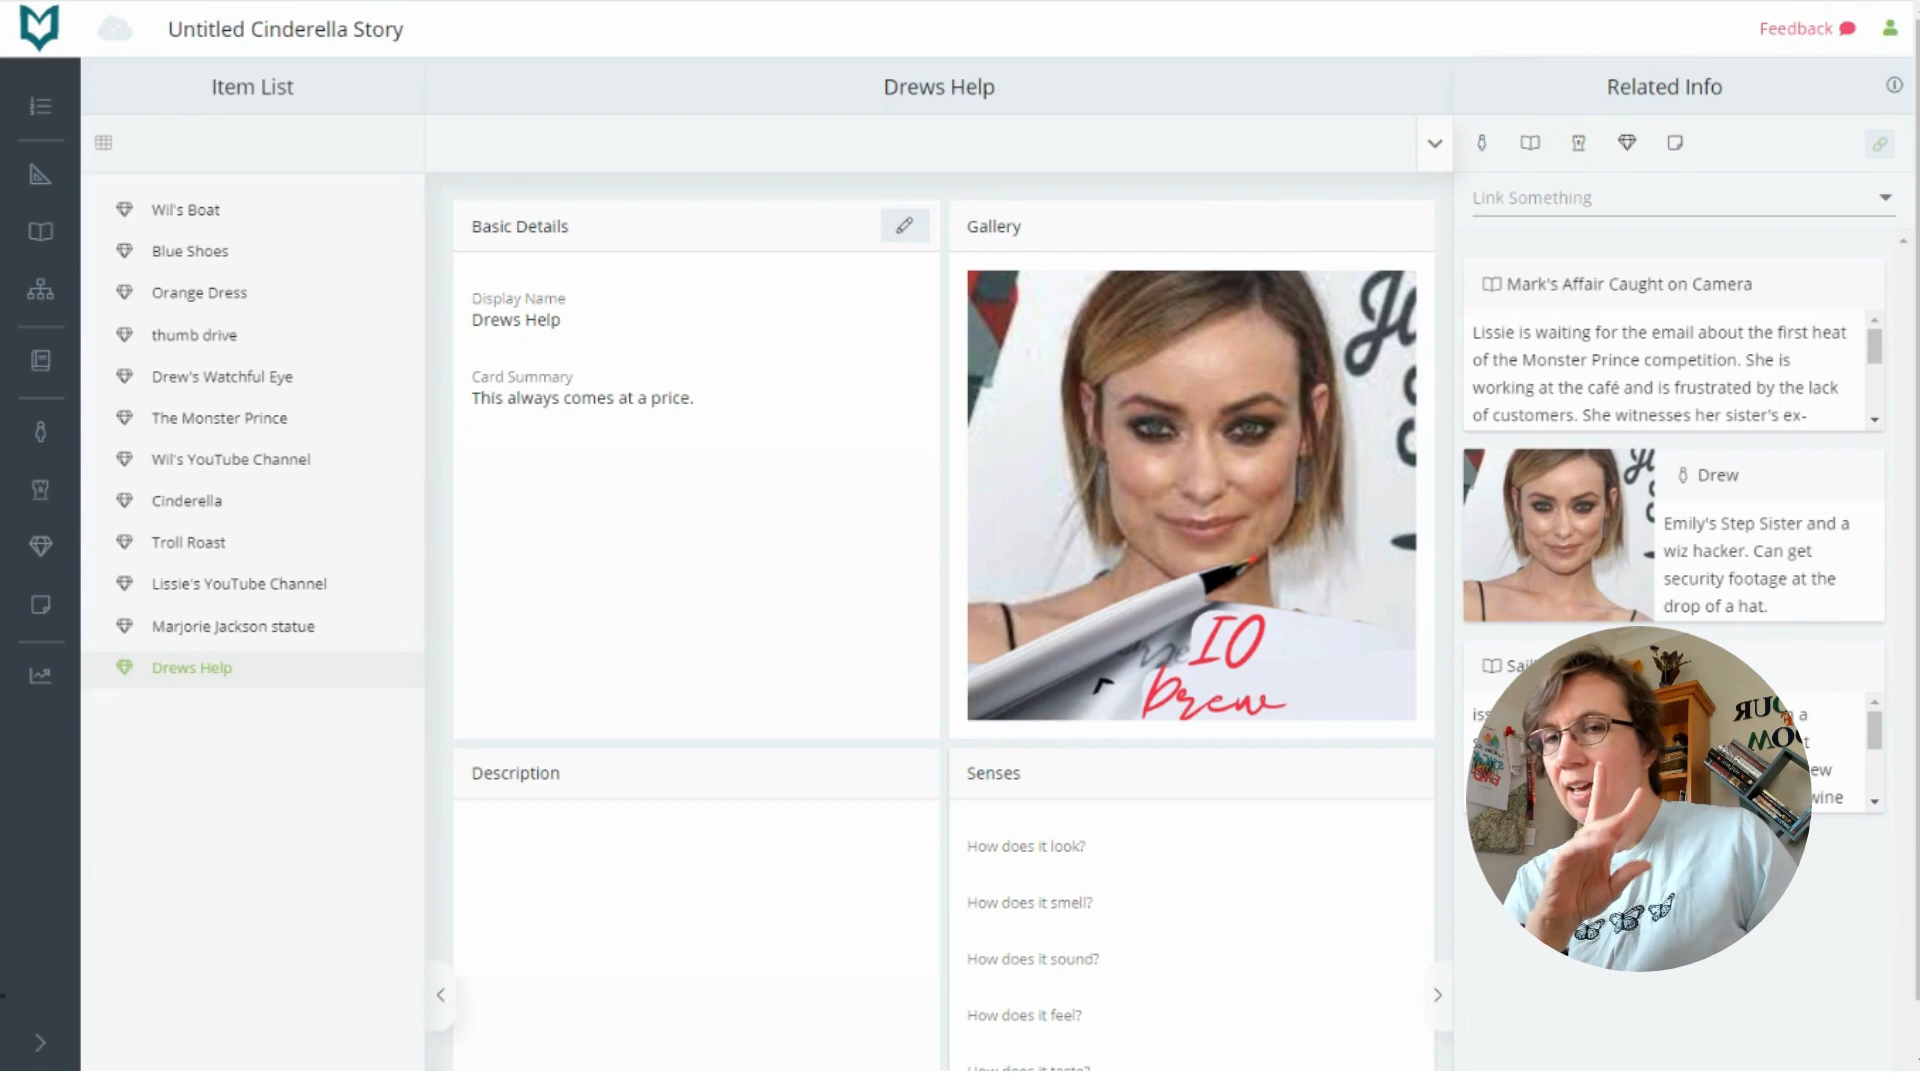 Untitled Cinderella Story
Feedback
Item List
Drews Help
Related Info
Link Something
Wil's Boat
Blue Shoes
Orange Dress
thumb drive
Drew's Watchful Eye
The Monster Prince
Wil's YouTube Channel
Cinderella
Troll Roast
Lissie's YouTube Channel
Marjorie Jackson statue
Drews Help
Basic Details
Display Name
Drews Help
Card Summary
This always comes at a price.
Gallery
IO
Drew
Description
Senses
How does it look?
How does it smell?
How does it sound?
How does it feel?
How does it taste?
Mark's Affair Caught on Camera
Lissie is waiting for the email about the first heat
of the Monster Prince competition. She is
working at the café and is frustrated by the lack
of customers. She witnesses her sister's ex-
Drew
Emily's Step Sister and a
wiz hacker. Can get
security footage at the
drop of a hat.
a
wine